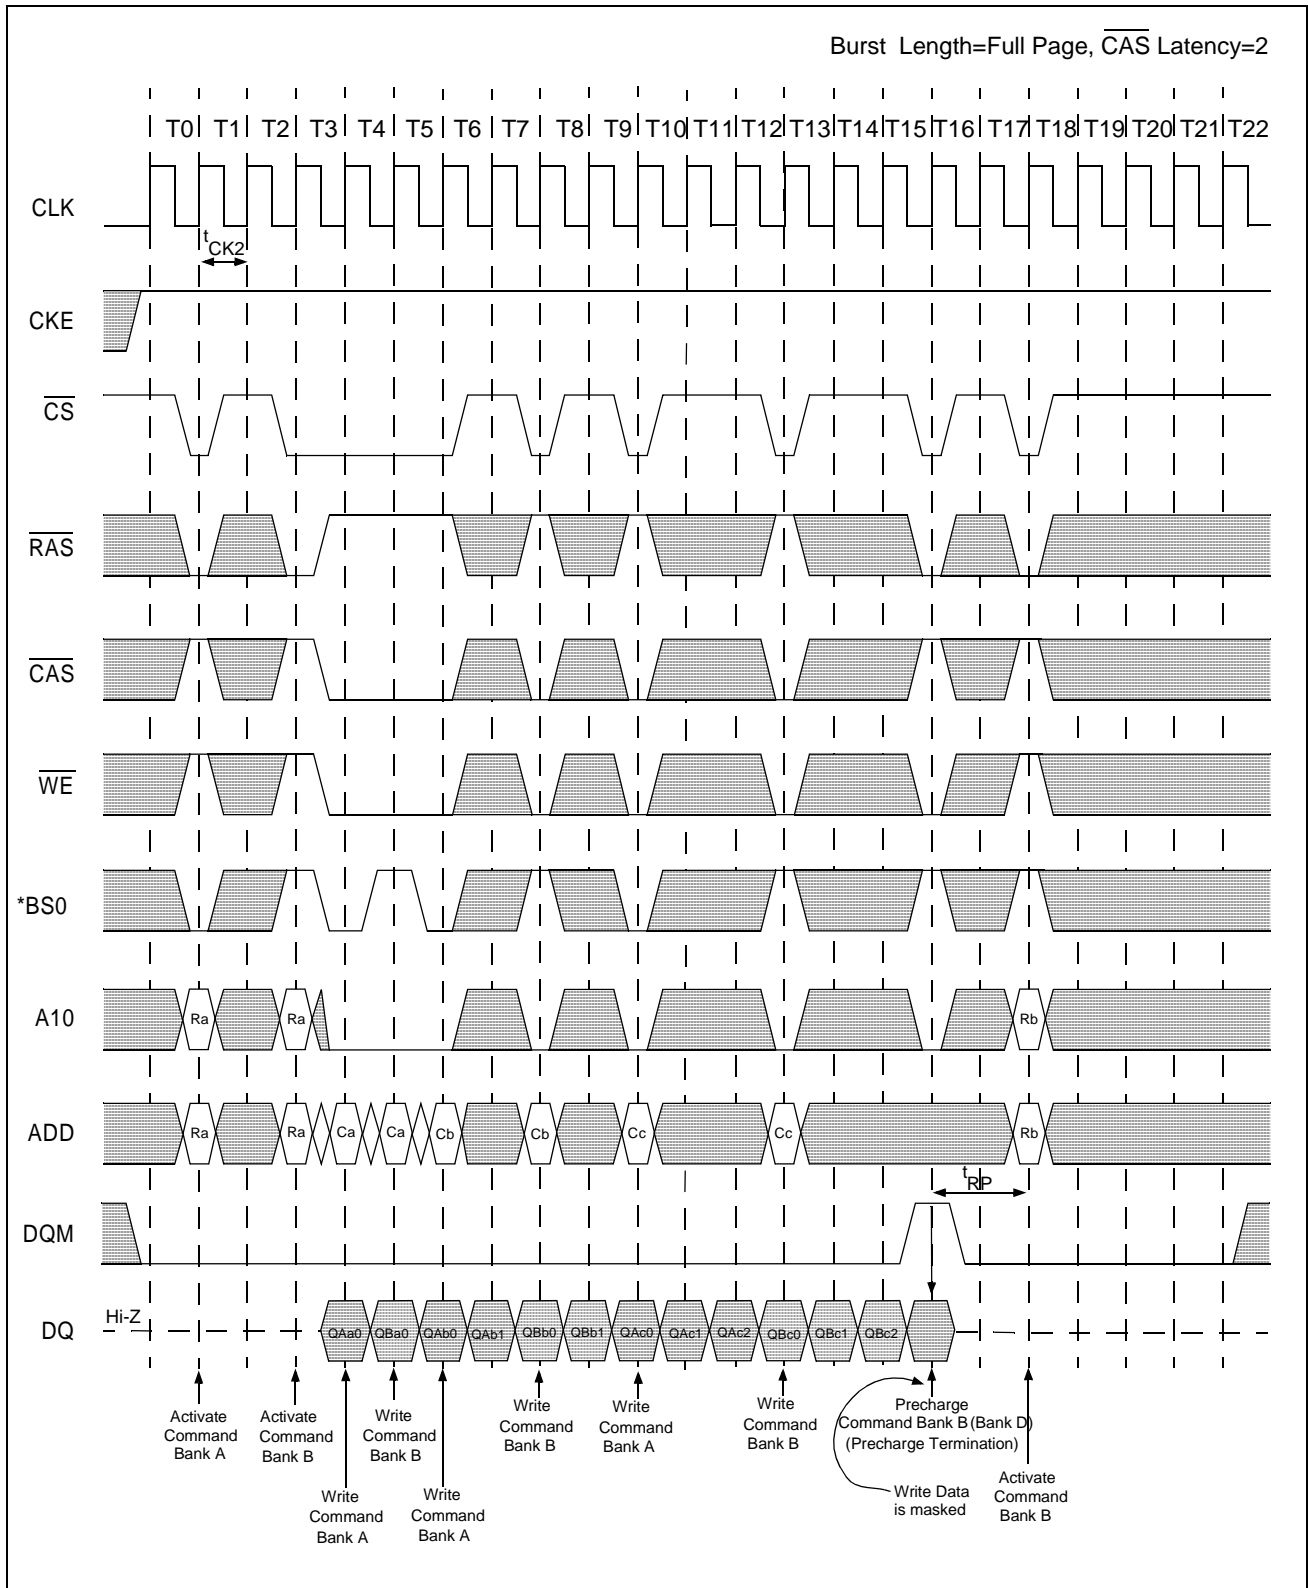 Burst Length=Full Page, CAS Latency=2
T0 T1 T2 T3 T4 T5 T6 T7 T8 T9 T10 T11 T12 T13 T14 T15 T16 T17 T18 T19 T20 T21 T22
CLK
tCK2
CKE
CS
RAS
CAS
WE
*BS0
A10
Ra Ra Rb
ADD
Ra Ra Ca Ca Cb Cb Cc Cc Rb
tRP
DQM
DQ
Hi-Z
QAa0 QBa0 QAb0 QAb1 QBb0 QBb1 QAc0 QAc1 QAc2 QBc0 QBc1 QBc2
Activate
Command
Bank A
Activate
Command
Bank B
Write
Command
Bank A
Write
Command
Bank B
Write
Command
Bank A
Write
Command
Bank B
Write
Command
Bank A
Write
Command
Bank B
Precharge
Command Bank B (Bank D)
(Precharge Termination)
Write Data
is masked
Activate
Command
Bank B